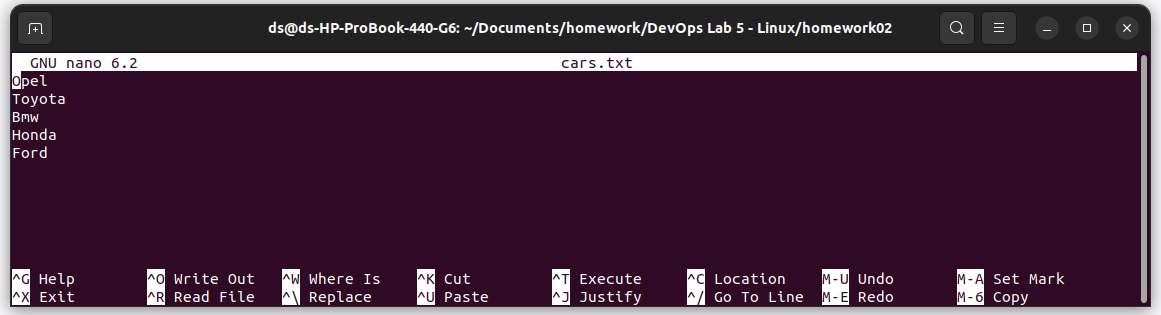 ds@ds-HP-ProBook-440-G6: ~/Documents/homework/DevOps Lab 5 - Linux/homework02
GNU nano 6.2 cars.txt
Opel
Toyota
Bmw
Honda
Ford
^G Help ^O Write Out ^W Where Is ^K Cut ^T Execute ^C Location M-U Undo M-A Set Mark
^X Exit ^R Read File ^\ Replace ^U Paste ^J Justify ^/ Go To Line M-E Redo M-6 Copy